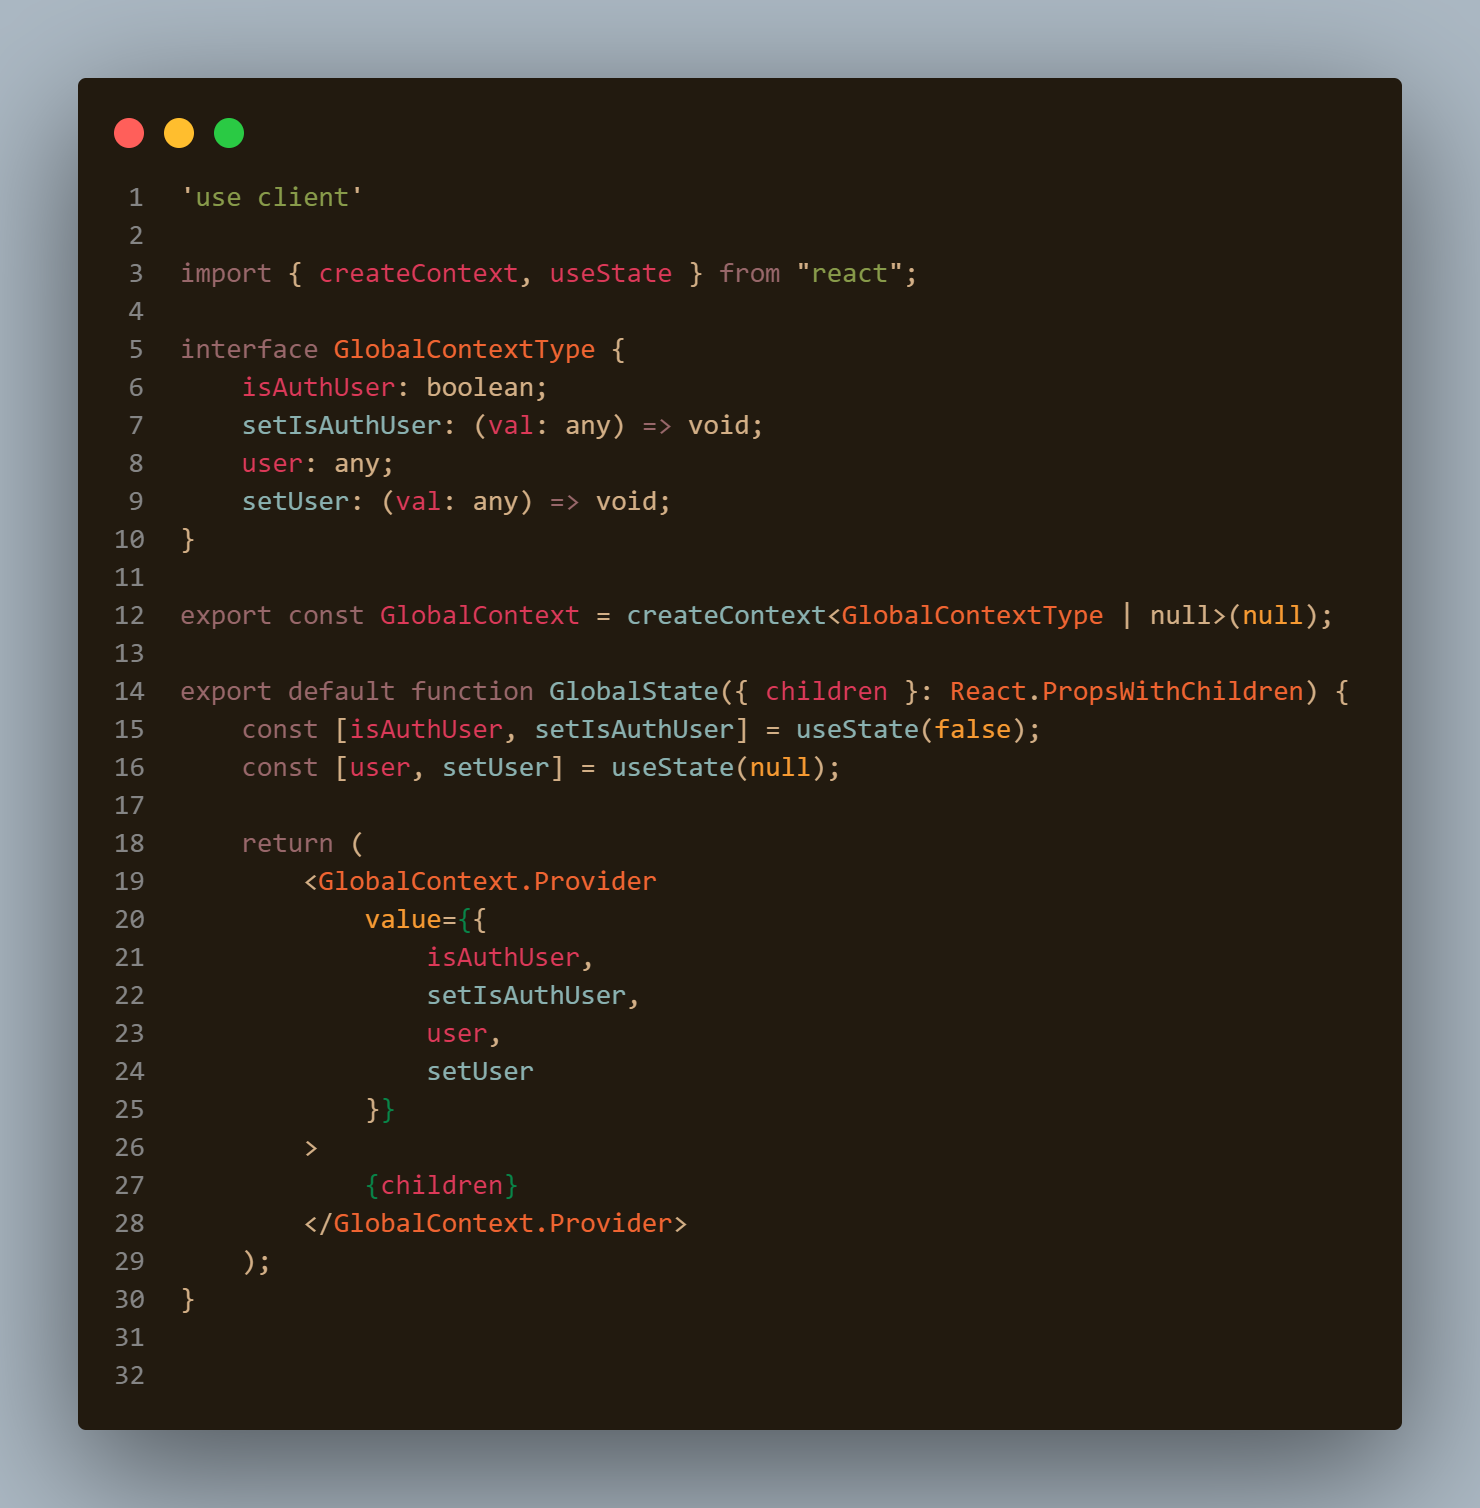 1 'use client'
2
3 import { createContext, useState } from "react";
4
5 interface GlobalContextType {
6     isAuthUser: boolean;
7     setIsAuthUser: (val: any) => void;
8     user: any;
9     setUser: (val: any) => void;
10 }
11
12 export const GlobalContext = createContext<GlobalContextType | null>(null);
13
14 export default function GlobalState({ children }: React.PropsWithChildren) {
15     const [isAuthUser, setIsAuthUser] = useState(false);
16     const [user, setUser] = useState(null);
17
18     return (
19         <GlobalContext.Provider
20             value={{
21                 isAuthUser,
22                 setIsAuthUser,
23                 user,
24                 setUser
25             }}
26         >
27             {children}
28         </GlobalContext.Provider>
29     );
30 }
31
32